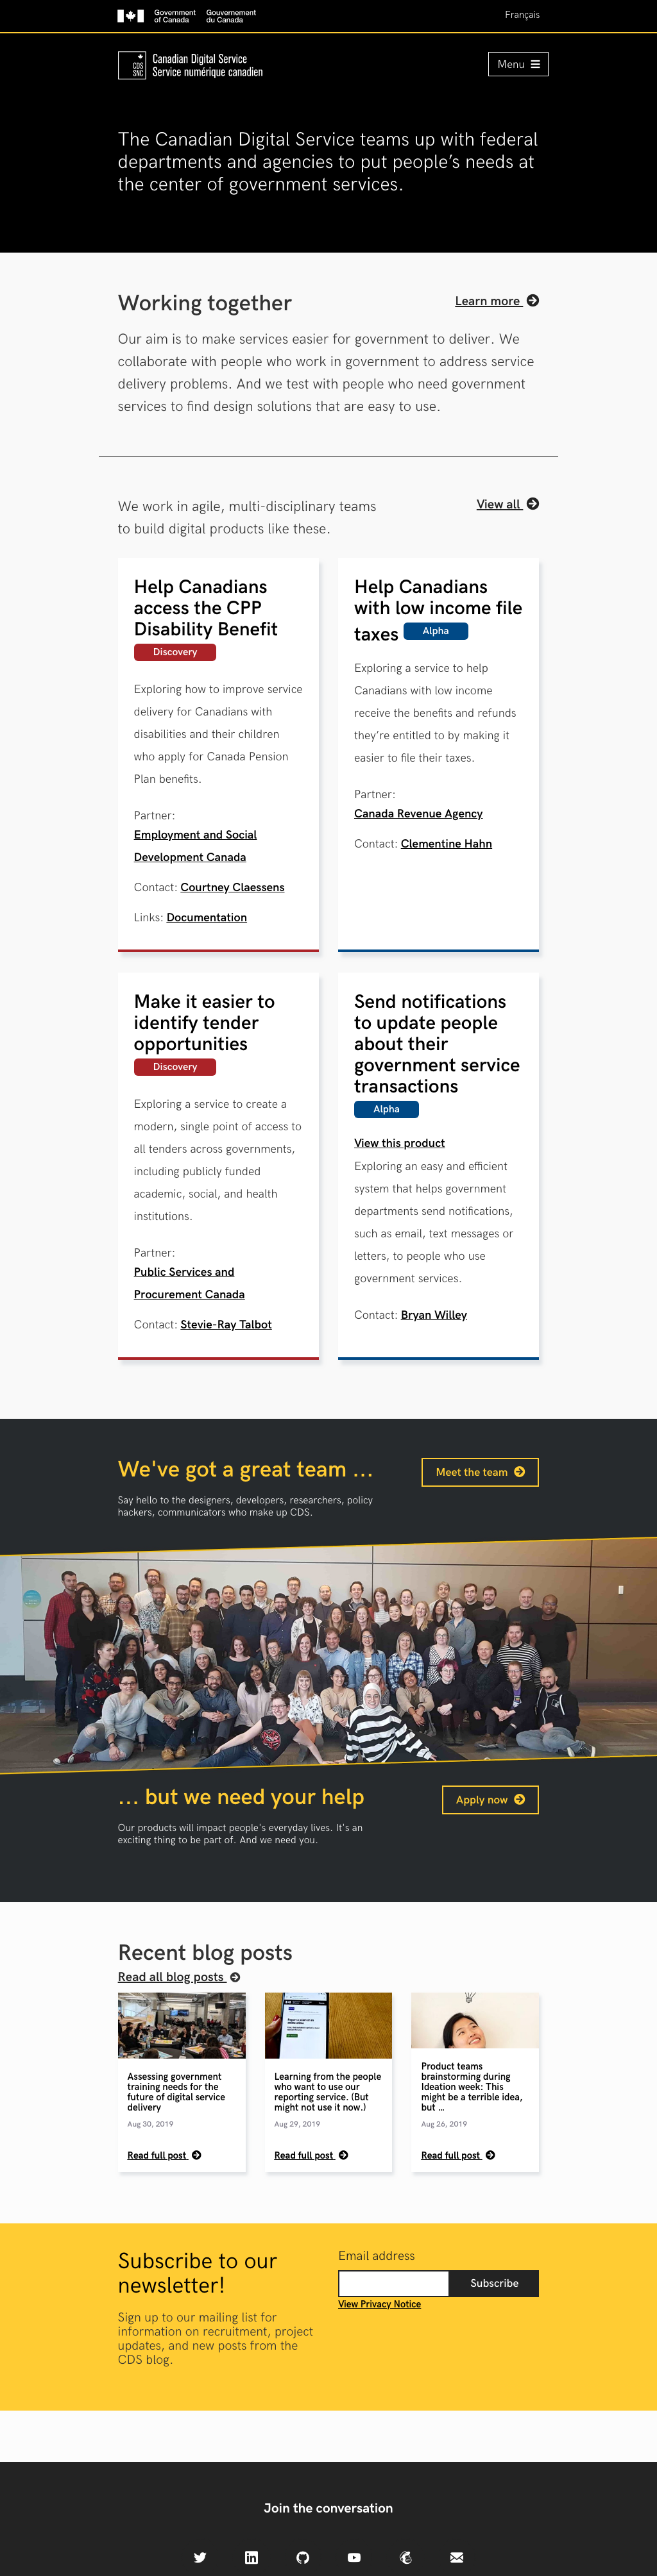 Government
of Canada
Gouvernement
du Canada
Français
CDS
SNC
Canadian Digital Service
Service numérique canadien
Menu
The Canadian Digital Service teams up with federal
departments and agencies to put people’s needs at
the center of government services.
Working together
Learn more
Our aim is to make services easier for government to deliver. We
collaborate with people who work in government to address service
delivery problems. And we test with people who need government
services to find design solutions that are easy to use.
We work in agile, multi-disciplinary teams
to build digital products like these.
View all
Help Canadians
access the CPP
Disability Benefit
Discovery
Exploring how to improve service
delivery for Canadians with
disabilities and their children
who apply for Canada Pension
Plan benefits.
Partner:
Employment and Social
Development Canada
Contact: Courtney Claessens
Links: Documentation
Help Canadians
with low income file
taxes Alpha
Exploring a service to help
Canadians with low income
receive the benefits and refunds
they’re entitled to by making it
easier to file their taxes.
Partner:
Canada Revenue Agency
Contact: Clementine Hahn
Make it easier to
identify tender
opportunities
Discovery
Exploring a service to create a
modern, single point of access to
all tenders across governments,
including publicly funded
academic, social, and health
institutions.
Partner:
Public Services and
Procurement Canada
Contact: Stevie-Ray Talbot
Send notifications
to update people
about their
government service
transactions
Alpha
View this product
Exploring an easy and efficient
system that helps government
departments send notifications,
such as email, text messages or
letters, to people who use
government services.
Contact: Bryan Willey
We've got a great team ...
Meet the team
Say hello to the designers, developers, researchers, policy
hackers, communicators who make up CDS.
... but we need your help
Apply now
Our products will impact people's everyday lives. It's an
exciting thing to be part of. And we need you.
Recent blog posts
Read all blog posts
Assessing government
training needs for the
future of digital service
delivery
Aug 30, 2019
Read full post
Learning from the people
who want to use our
reporting service. (But
might not use it now.)
Aug 29, 2019
Read full post
Product teams
brainstorming during
Ideation week: This
might be a terrible idea,
but ...
Aug 26, 2019
Read full post
Subscribe to our
newsletter!
Sign up to our mailing list for
information on recruitment, project
updates, and new posts from the
CDS blog.
Email address
Subscribe
View Privacy Notice
Join the conversation